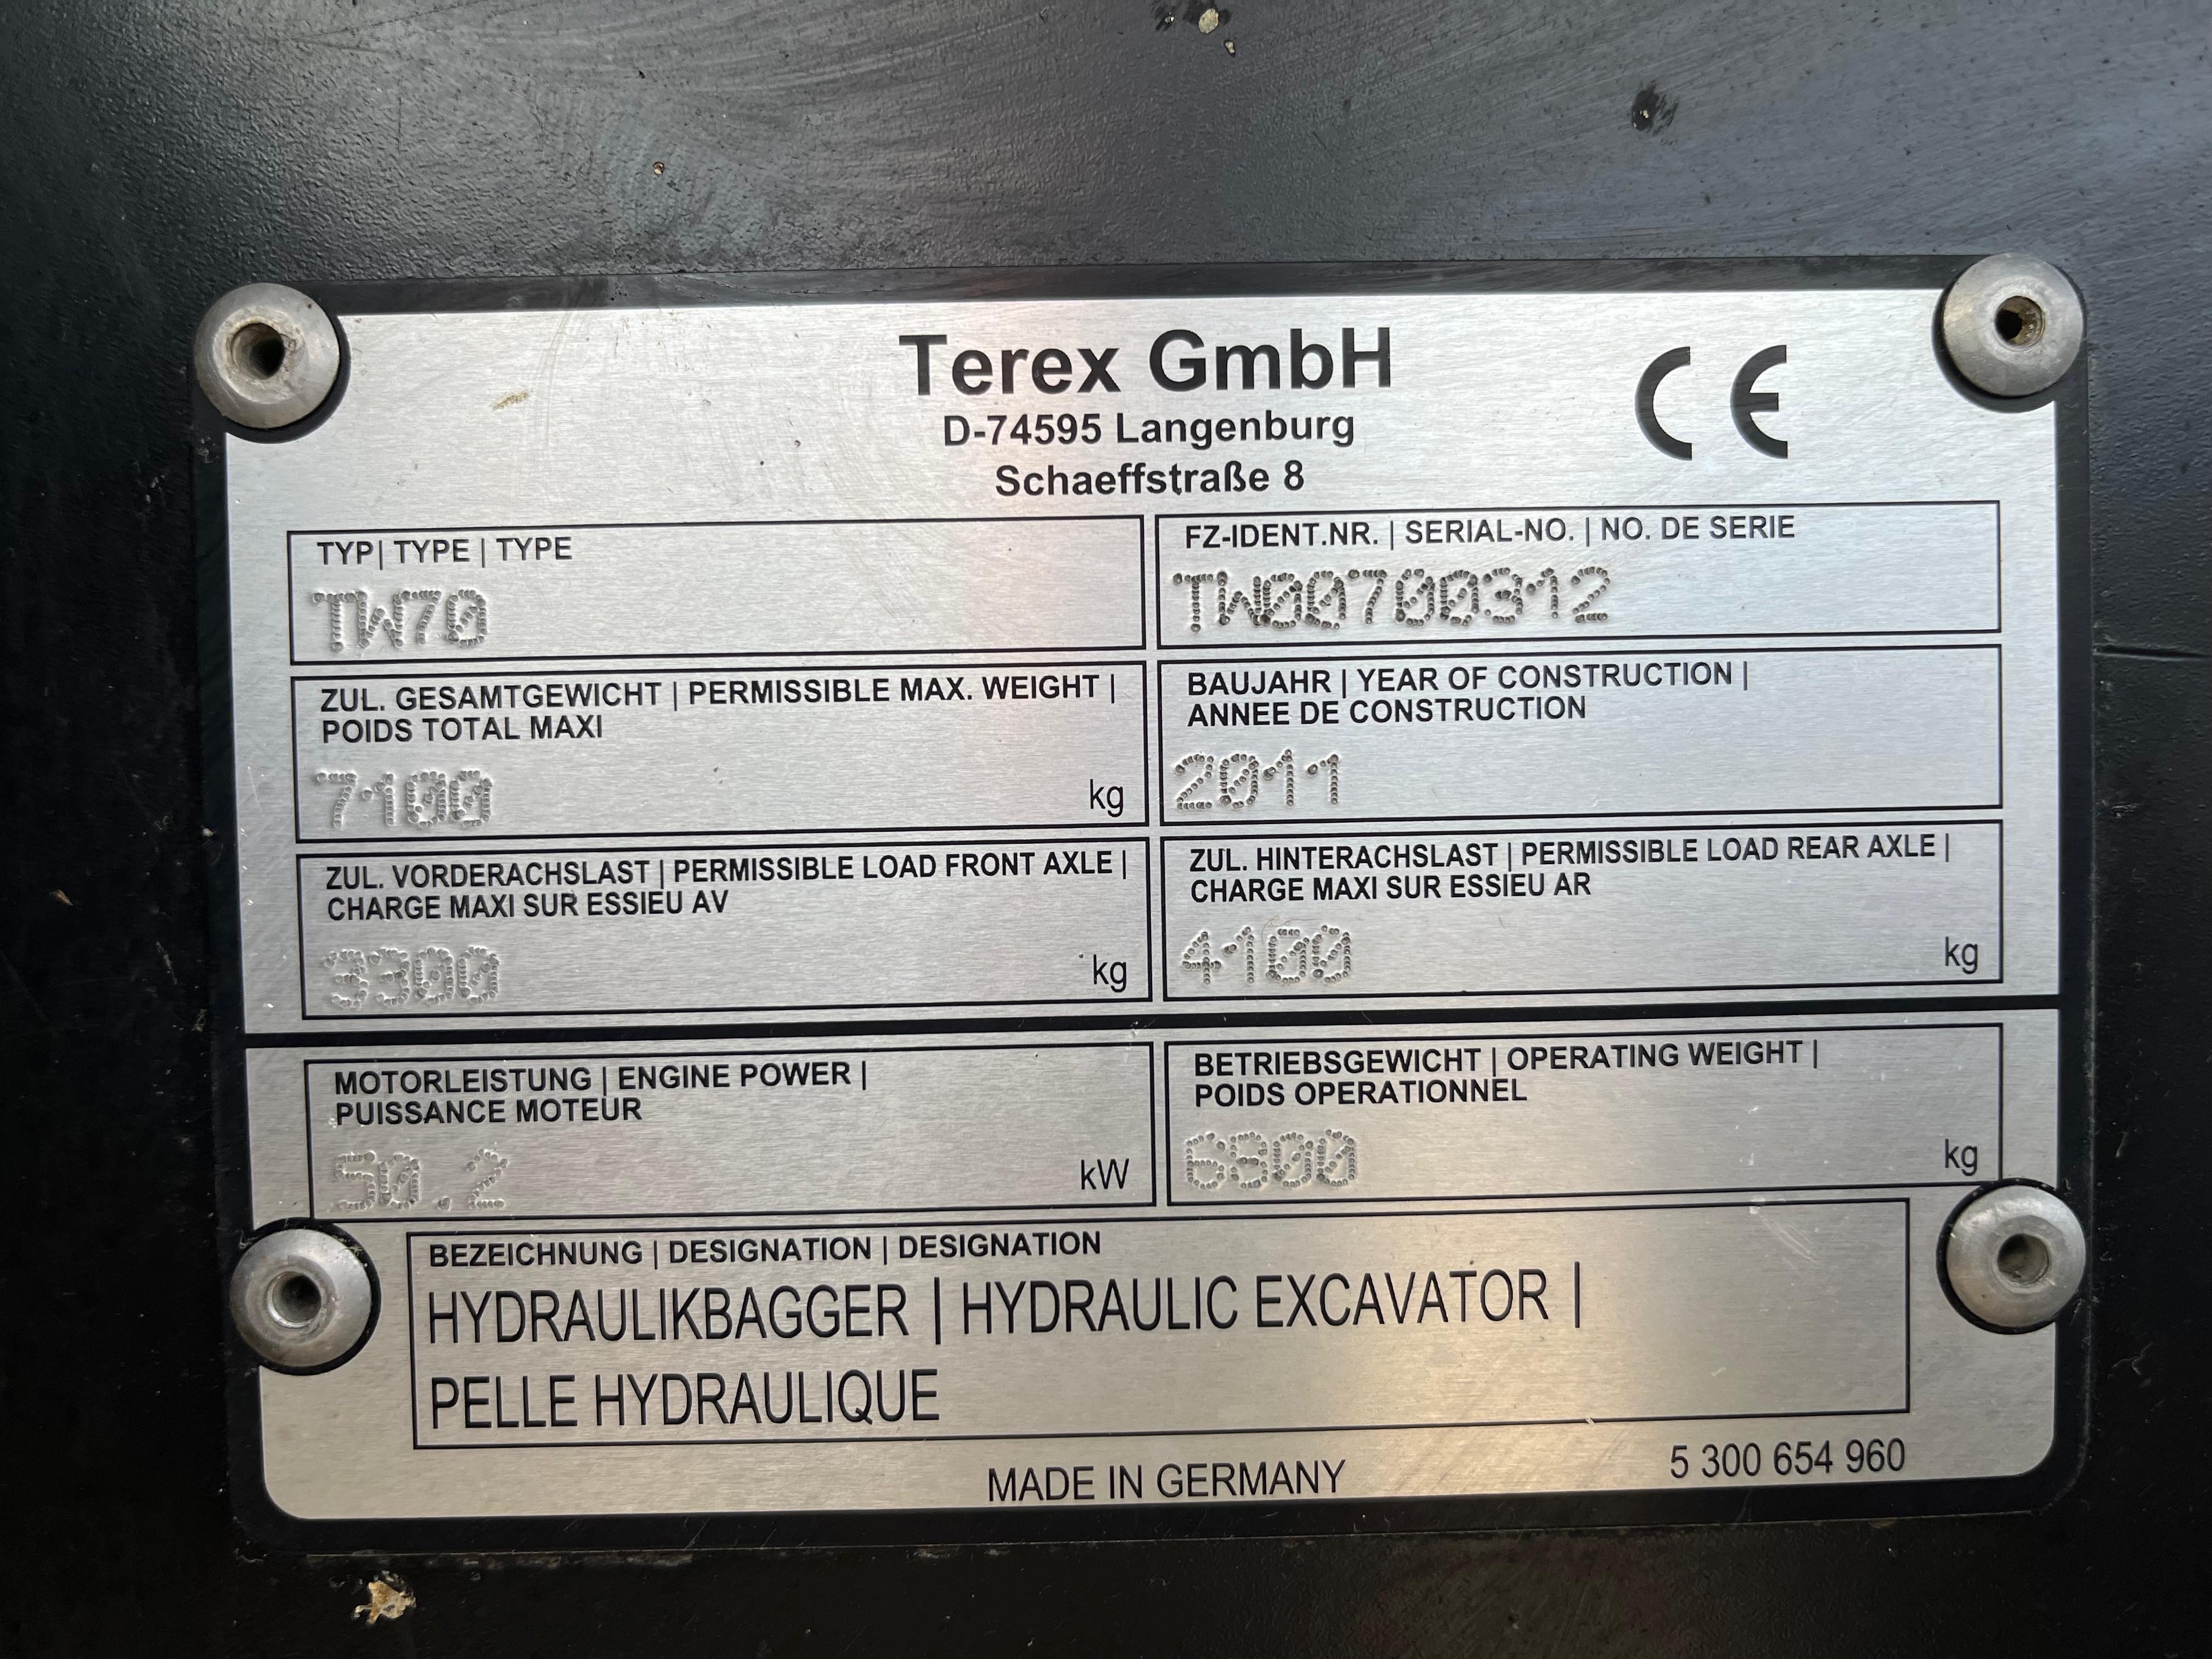 Terex GmbH
CE
D-74595 Langenburg
Schaeffstraße 8
TYP| TYPE | TYPE
TW70
FZ-IDENT.NR. | SERIAL-NO. | NO. DE SERIE
TW00700312
ZUL. GESAMTGEWICHT | PERMISSIBLE MAX. WEIGHT |
POIDS TOTAL MAXI
7100 kg
BAUJAHR | YEAR OF CONSTRUCTION |
ANNEE DE CONSTRUCTION
2011
ZUL. VORDERACHSLAST | PERMISSIBLE LOAD FRONT AXLE |
CHARGE MAXI SUR ESSIEU AV
3300 kg
ZUL. HINTERACHSLAST | PERMISSIBLE LOAD REAR AXLE |
CHARGE MAXI SUR ESSIEU AR
4100 kg
MOTORLEISTUNG | ENGINE POWER |
PUISSANCE MOTEUR
50.2 kW
BETRIEBSGEWICHT | OPERATING WEIGHT |
POIDS OPERATIONNEL
6800 kg
BEZEICHNUNG | DESIGNATION | DESIGNATION
HYDRAULIKBAGGER | HYDRAULIC EXCAVATOR |
PELLE HYDRAULIQUE
MADE IN GERMANY
5 300 654 960